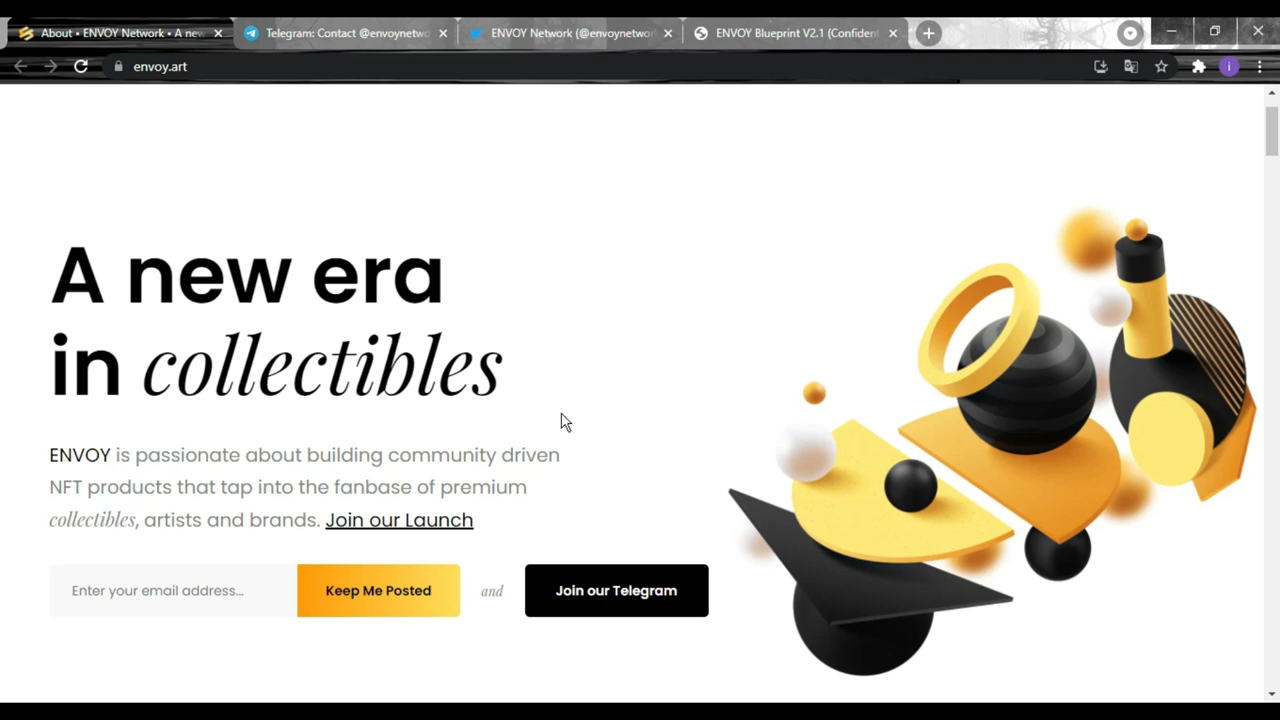 About • ENVOY Network • A new
Telegram: Contact @envoynetwo
ENVOY Network (@envoynetwor
ENVOY Blueprint V2.1 (Confident
envoy.art
i
A new era
in collectibles
ENVOY is passionate about building community driven
NFT products that tap into the fanbase of premium
collectibles, artists and brands. Join our Launch
Enter your email address... Keep Me Posted and Join our Telegram